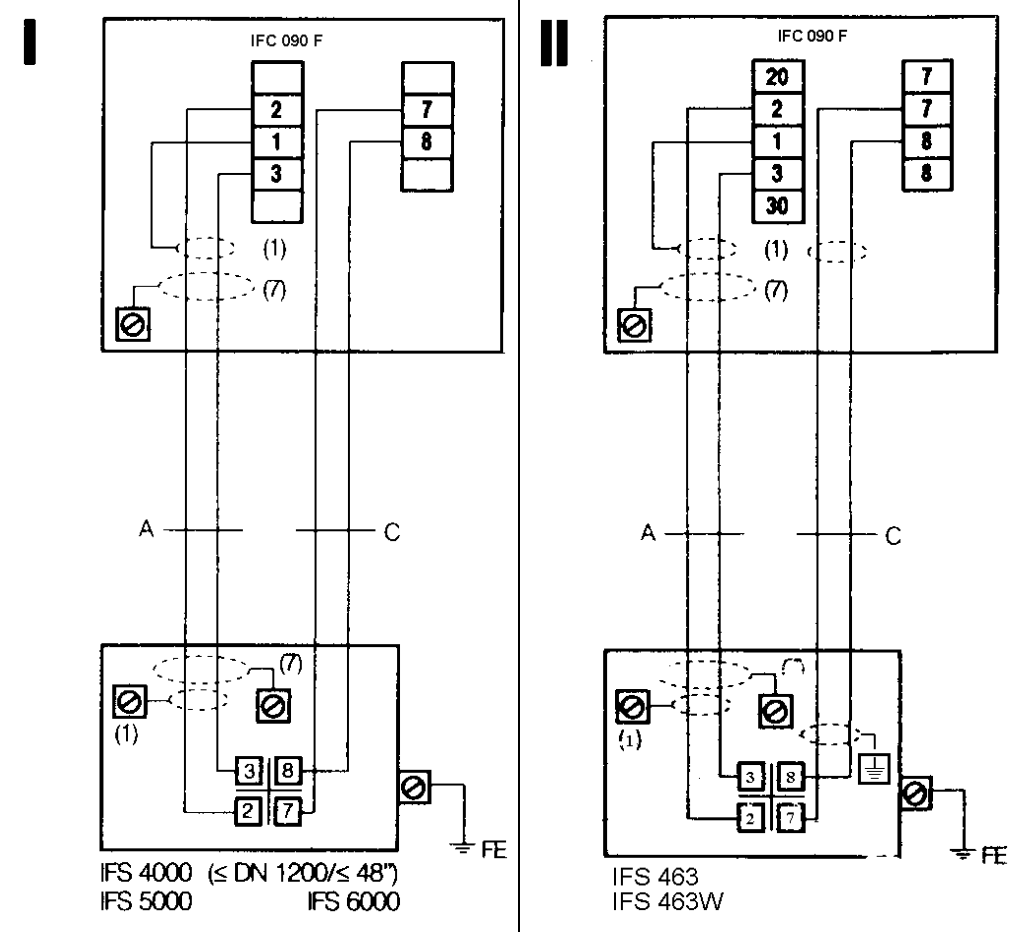 I
IFC 090 F
2
7
1
8
3
(1)
(7)
A
C
(7)
(1)
3
8
2
7
FE
IFS 4000 (≤ DN 1200/≤ 48")
IFS 5000 IFS 6000
II
IFC 090 F
20
7
2
7
1
8
3
8
30
(1)
(7)
A
C
(1)
3
8
2
7
FE
IFS 463
IFS 463W